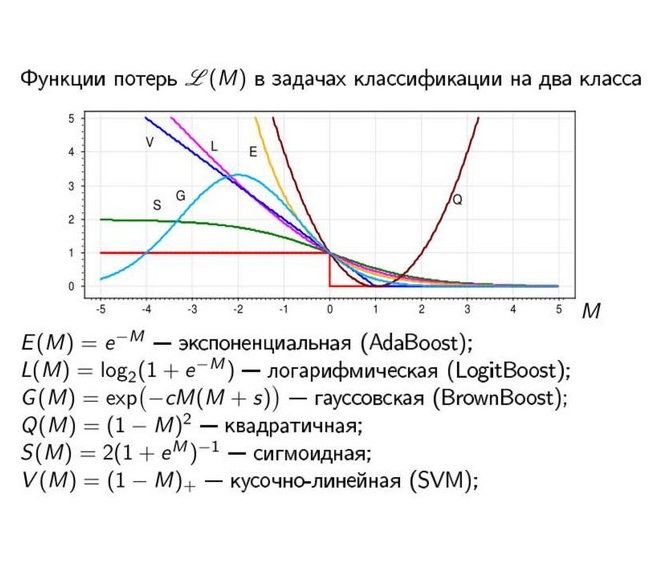 Функции потерь ℒ(M) в задачах классификации на два класса
5
4
3
2
1
0
V
L
E
S
G
Q
-5 -4 -3 -2 -1 0 1 2 3 4 5
M
E(M) = e^{−M} — экспоненциальная (AdaBoost);
L(M) = log₂(1 + e^{−M}) — логарифмическая (LogitBoost);
G(M) = exp(−cM(M + s)) — гауссовская (BrownBoost);
Q(M) = (1 − M)² — квадратичная;
S(M) = 2(1 + e^M)^{−1} — сигмоидная;
V(M) = (1 − M)₊ — кусочно-линейная (SVM);